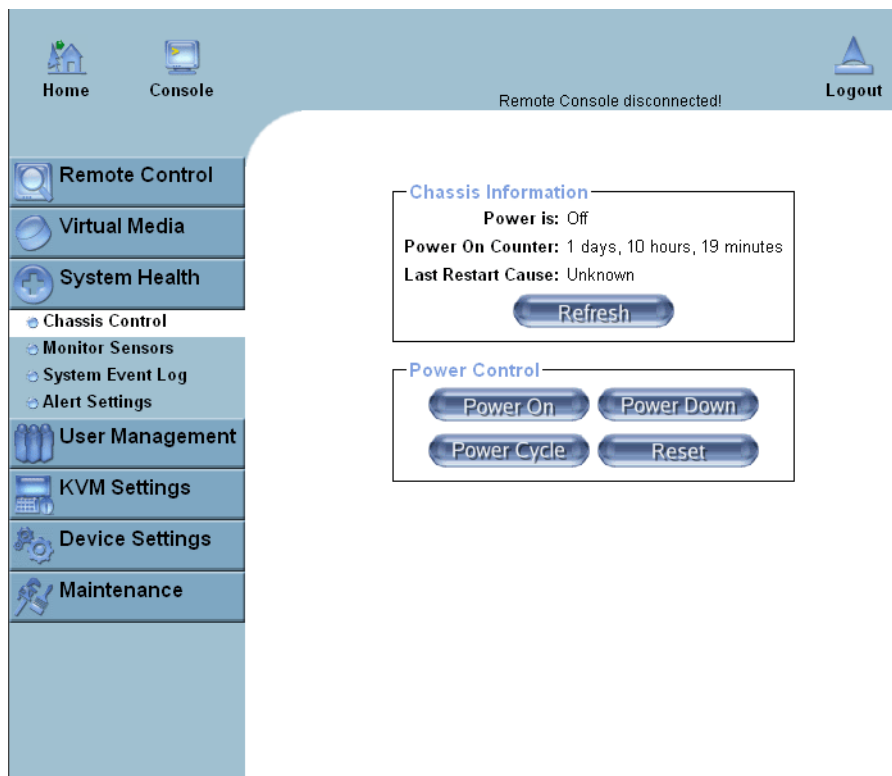 Home
Console
Remote Console disconnected!
Logout
Remote Control
Virtual Media
System Health
Chassis Control
Monitor Sensors
System Event Log
Alert Settings
User Management
KVM Settings
Device Settings
Maintenance
Chassis Information
Power is: Off
Power On Counter: 1 days, 10 hours, 19 minutes
Last Restart Cause: Unknown
Refresh
Power Control
Power On
Power Down
Power Cycle
Reset